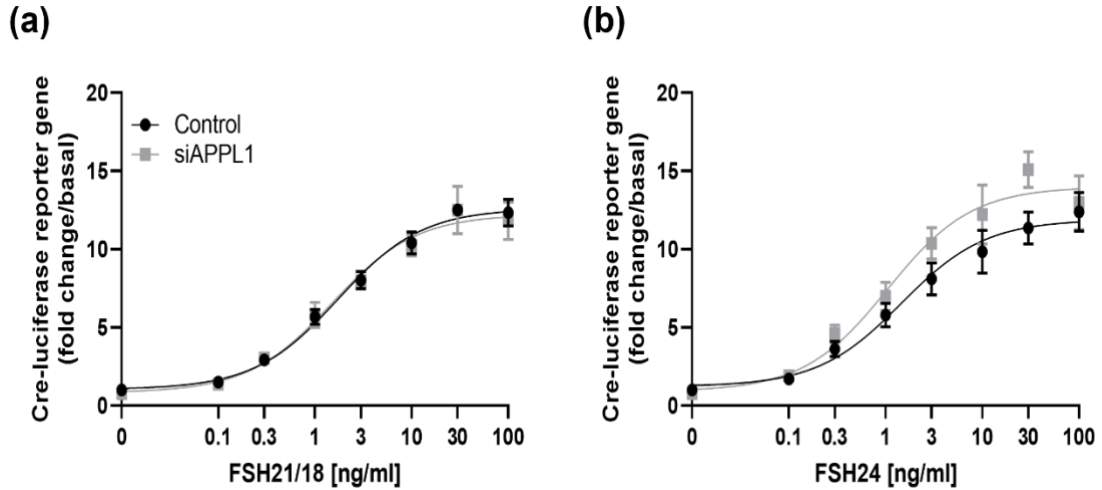 (a)
Cre-luciferase reporter gene
(fold change/basal)
20
15
10
5
0
Control
siAPPL1
0 0.1 0.3 1 3 10 30 100
FSH21/18 [ng/ml]
(b)
Cre-luciferase reporter gene
(fold change/basal)
20
15
10
5
0
0 0.1 0.3 1 3 10 30 100
FSH24 [ng/ml]